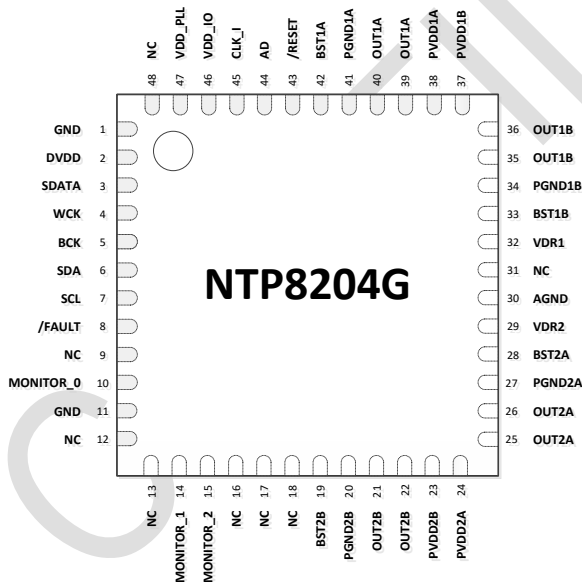 NC 48
VDD_PLL 47
VDD_IO 46
CLK_I 45
AD 44
/RESET 43
BST1A 42
PGND1A 41
OUT1A 40
OUT1A 39
PVDD1A 38
PVDD1B 37
GND 1
DVDD 2
SDATA 3
WCK 4
BCK 5
SDA 6
SCL 7
/FAULT 8
NC 9
MONITOR_0 10
GND 11
NC 12
NTP8204G
36 OUT1B
35 OUT1B
34 PGND1B
33 BST1B
32 VDR1
31 NC
30 AGND
29 VDR2
28 BST2A
27 PGND2A
26 OUT2A
25 OUT2A
NC 13
MONITOR_1 14
MONITOR_2 15
NC 16
NC 17
NC 18
BST2B 19
PGND2B 20
OUT2B 21
OUT2B 22
PVDD2B 23
PVDD2A 24